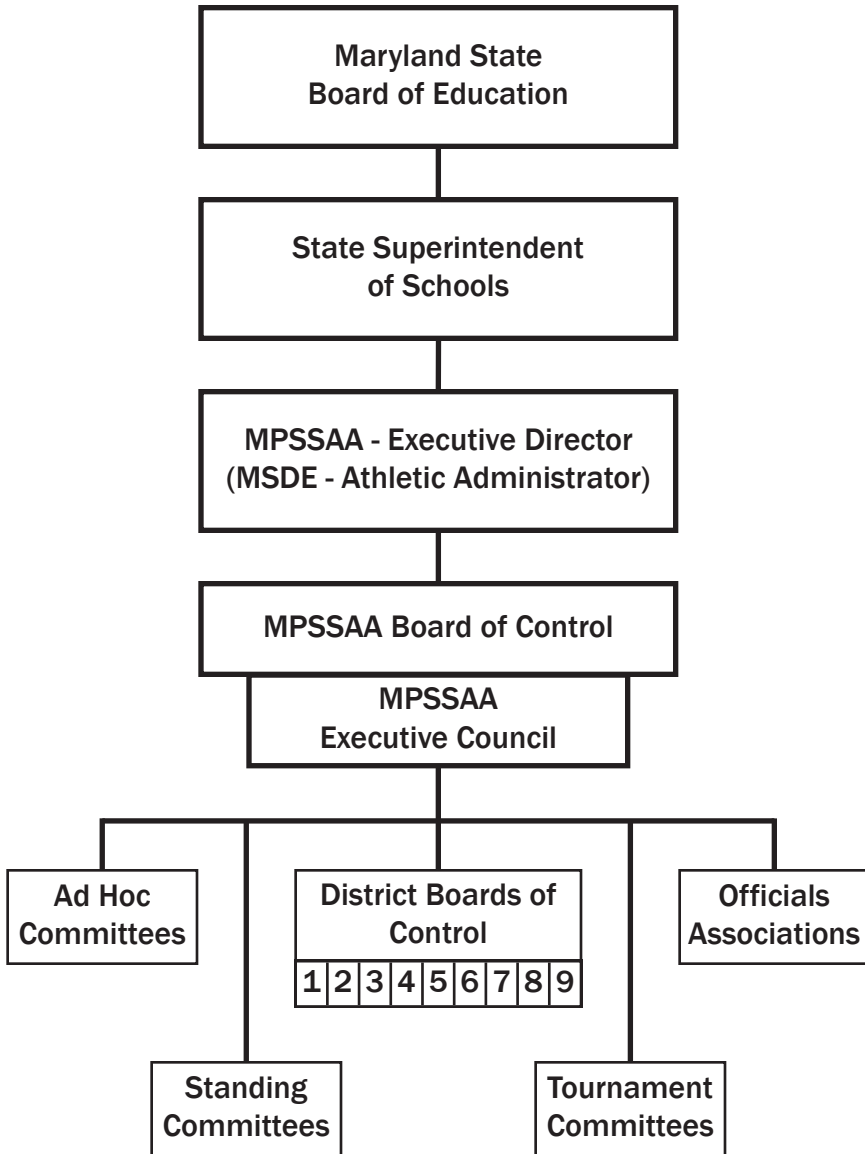 Maryland State
Board of Education
State Superintendent
of Schools
MPSSAA - Executive Director
(MSDE - Athletic Administrator)
MPSSAA Board of Control
MPSSAA
Executive Council
Ad Hoc
Committees
District Boards of
Control
1 2 3 4 5 6 7 8 9
Officials
Associations
Standing
Committees
Tournament
Committees